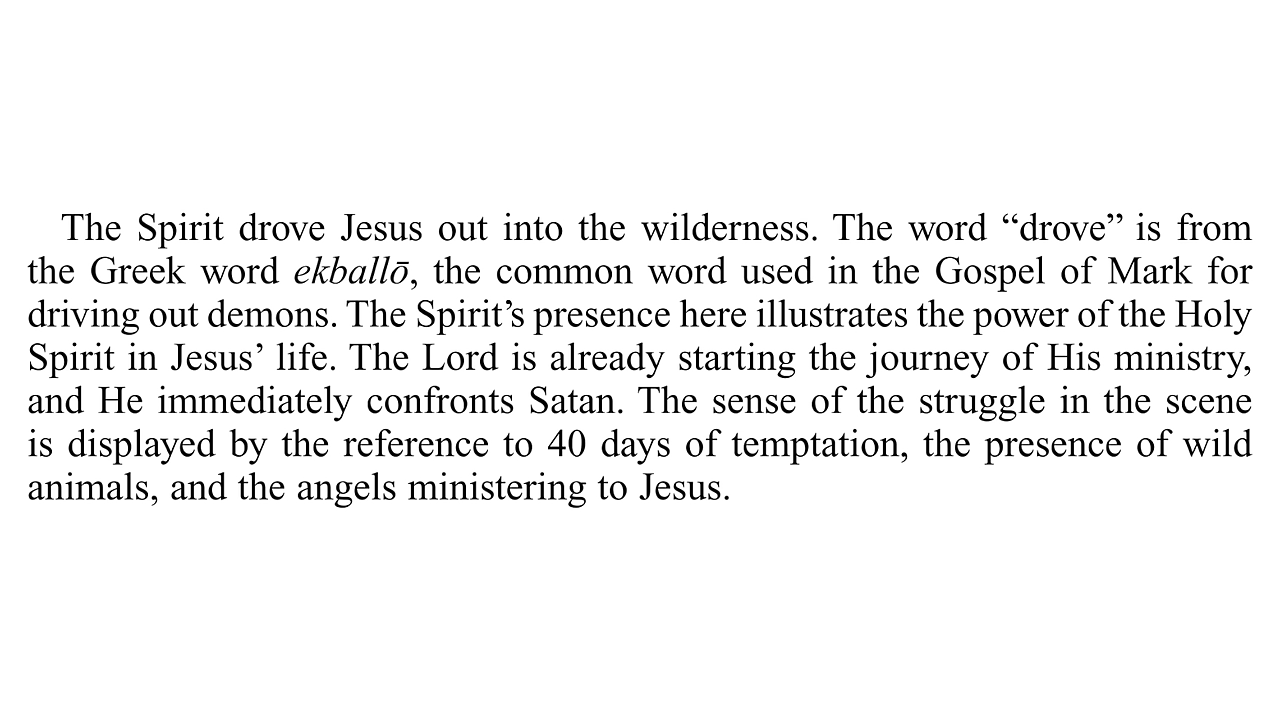 The Spirit drove Jesus out into the wilderness. The word “drove” is from
the Greek word ekballō, the common word used in the Gospel of Mark for
driving out demons. The Spirit’s presence here illustrates the power of the Holy
Spirit in Jesus’ life. The Lord is already starting the journey of His ministry,
and He immediately confronts Satan. The sense of the struggle in the scene
is displayed by the reference to 40 days of temptation, the presence of wild
animals, and the angels ministering to Jesus.